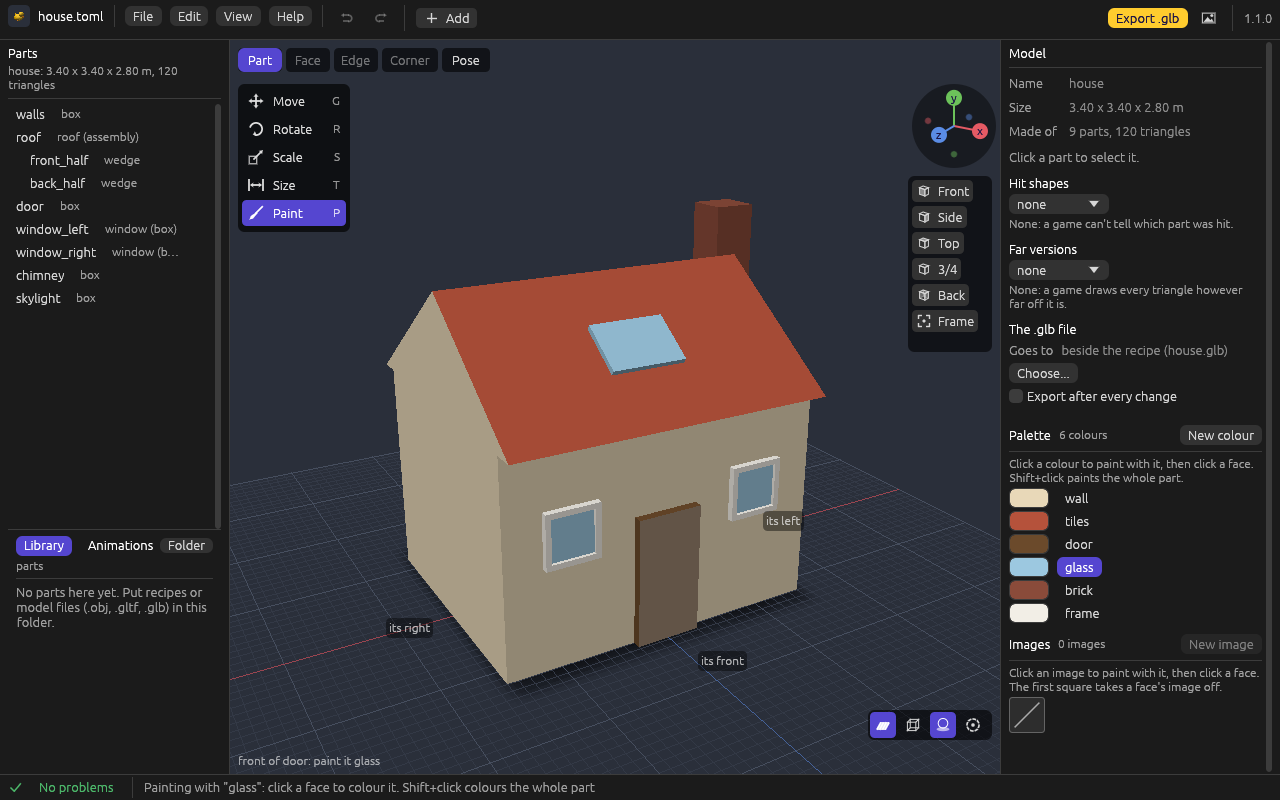 house.toml File Edit View Help Add Export .glb 1.1.0
Parts
house: 3.40 x 3.40 x 2.80 m, 120
triangles
walls box
roof roof (assembly)
front_half wedge
back_half wedge
door box
window_left window (box)
window_right window (b...
chimney box
skylight box
Library Animations Folder
parts
No parts here yet. Put recipes or
model files (.obj, .gltf, .glb) in this
folder.
Part Face Edge Corner Pose
Move G
Rotate R
Scale S
Size T
Paint P
y
x
z
Front
Side
Top
3/4
Back
Frame
its left
its right
its front
front of door: paint it glass
Model
Name house
Size 3.40 x 3.40 x 2.80 m
Made of 9 parts, 120 triangles
Click a part to select it.
Hit shapes
none
None: a game can't tell which part was hit.
Far versions
none
None: a game draws every triangle however
far off it is.
The .glb file
Goes to beside the recipe (house.glb)
Choose...
Export after every change
Palette 6 colours New colour
Click a colour to paint with it, then click a face.
Shift+click paints the whole part.
wall
tiles
door
glass
brick
frame
Images 0 images New image
Click an image to paint with it, then click a face.
The first square takes a face's image off.
No problems Painting with "glass": click a face to colour it. Shift+click colours the whole part